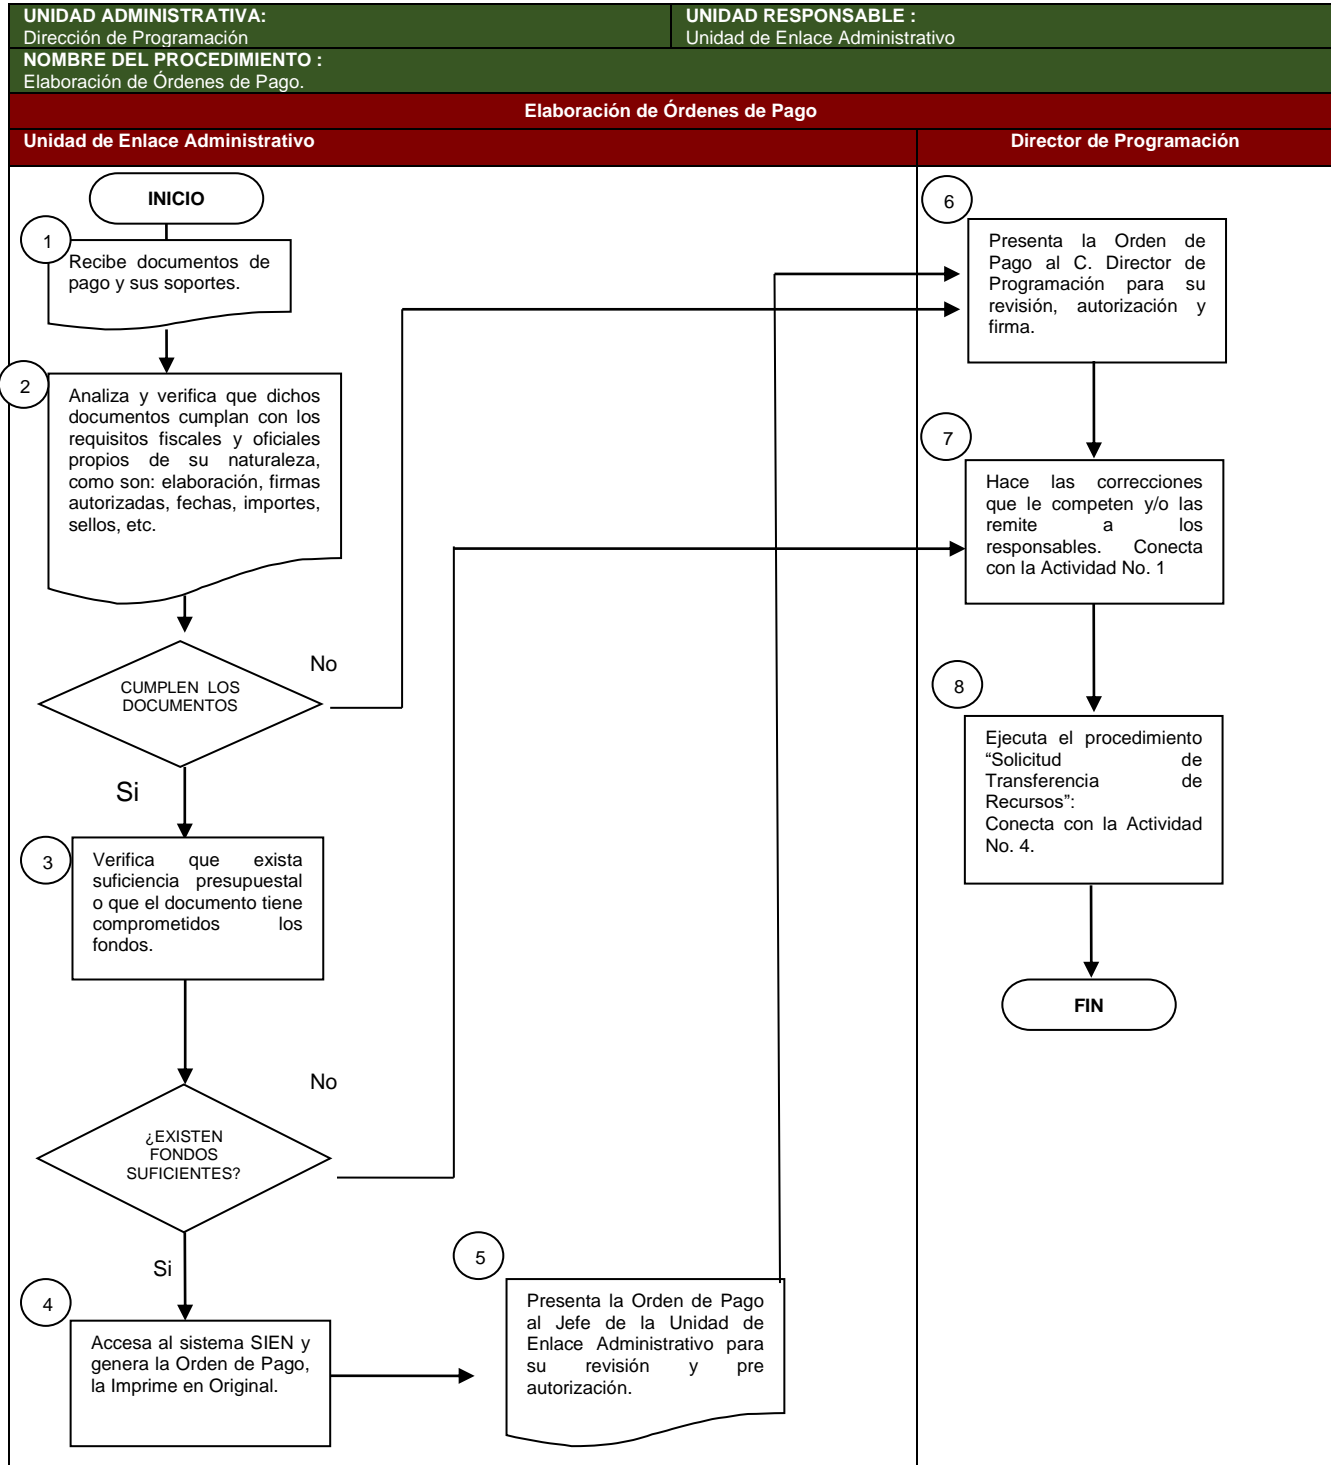 UNIDAD ADMINISTRATIVA:
Dirección de Programación
UNIDAD RESPONSABLE :
Unidad de Enlace Administrativo
NOMBRE DEL PROCEDIMIENTO :
Elaboración de Órdenes de Pago.
Elaboración de Órdenes de Pago
Unidad de Enlace Administrativo
Director de Programación
INICIO
1
Recibe documentos de
pago y sus soportes.
2
Analiza y verifica que dichos
documentos cumplan con los
requisitos fiscales y oficiales
propios de su naturaleza,
como son: elaboración, firmas
autorizadas, fechas, importes,
sellos, etc.
No
CUMPLEN LOS
DOCUMENTOS
Si
3
Verifica que exista
suficiencia presupuestal
o que el documento tiene
comprometidos los
fondos.
No
¿EXISTEN
FONDOS
SUFICIENTES?
Si
4
Accesa al sistema SIEN y
genera la Orden de Pago,
la Imprime en Original.
5
Presenta la Orden de Pago
al Jefe de la Unidad de
Enlace Administrativo para
su revisión y pre
autorización.
6
Presenta la Orden de
Pago al C. Director de
Programación para su
revisión, autorización y
firma.
7
Hace las correcciones
que le competen y/o las
remite a los
responsables. Conecta
con la Actividad No. 1
8
Ejecuta el procedimiento
“Solicitud de
Transferencia de
Recursos”:
Conecta con la Actividad
No. 4.
FIN